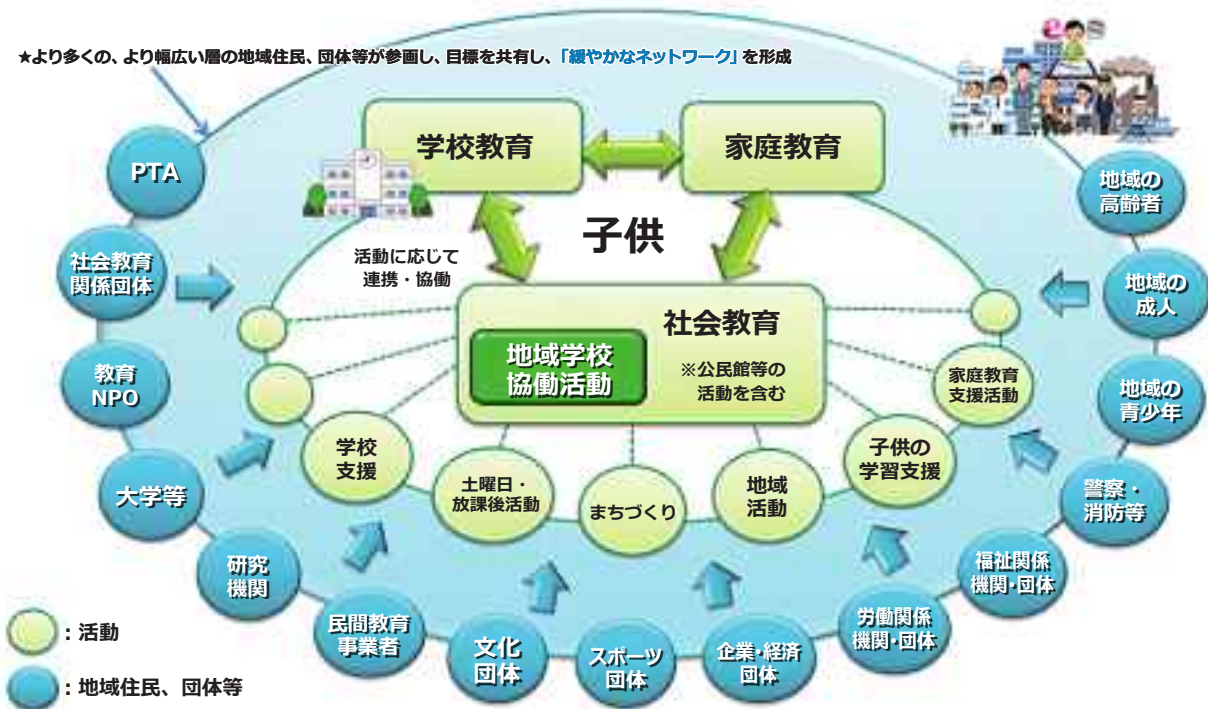 ★より多くの、より幅広い層の地域住民、団体等が参画し、目標を共有し、「緩やかなネットワーク」を形成
学校教育
家庭教育
子供
活動に応じて
連携・協働
社会教育
地域学校
協働活動
※公民館等の
活動を含む
PTA
社会教育
関係団体
教育
NPO
大学等
研究
機関
民間教育
事業者
文化
団体
スポーツ
団体
企業・経済
団体
労働関係
機関・団体
福祉関係
機関・団体
警察・
消防等
地域の
青少年
地域の
成人
地域の
高齢者
学校
支援
土曜日・
放課後活動
まちづくり
地域
活動
子供の
学習支援
家庭教育
支援活動
：活動
：地域住民、団体等